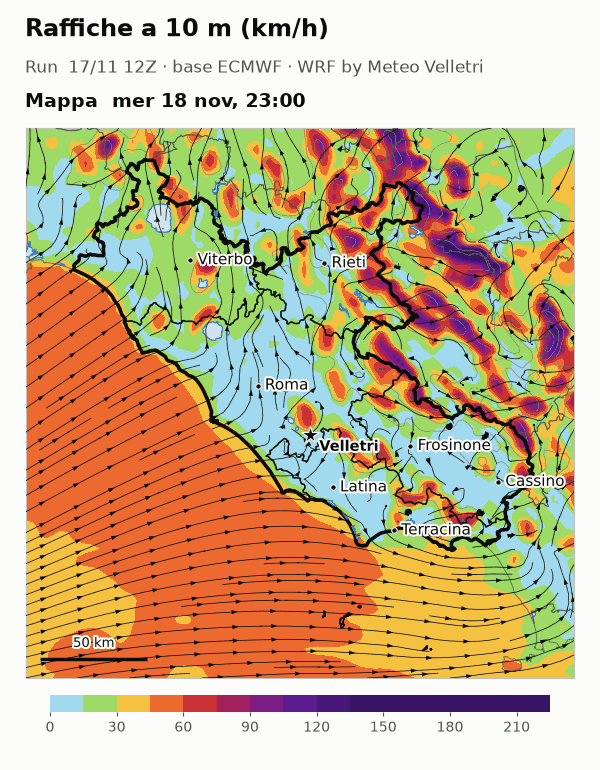 Raffiche a 10 m (km/h)
Run 17/11 12Z · base ECMWF · WRF by Meteo Velletri
Mappa mer 18 nov, 23:00
Viterbo
Rieti
Roma
Velletri
Frosinone
Cassino
Latina
Terracina
50 km
0 30 60 90 120 150 180 210